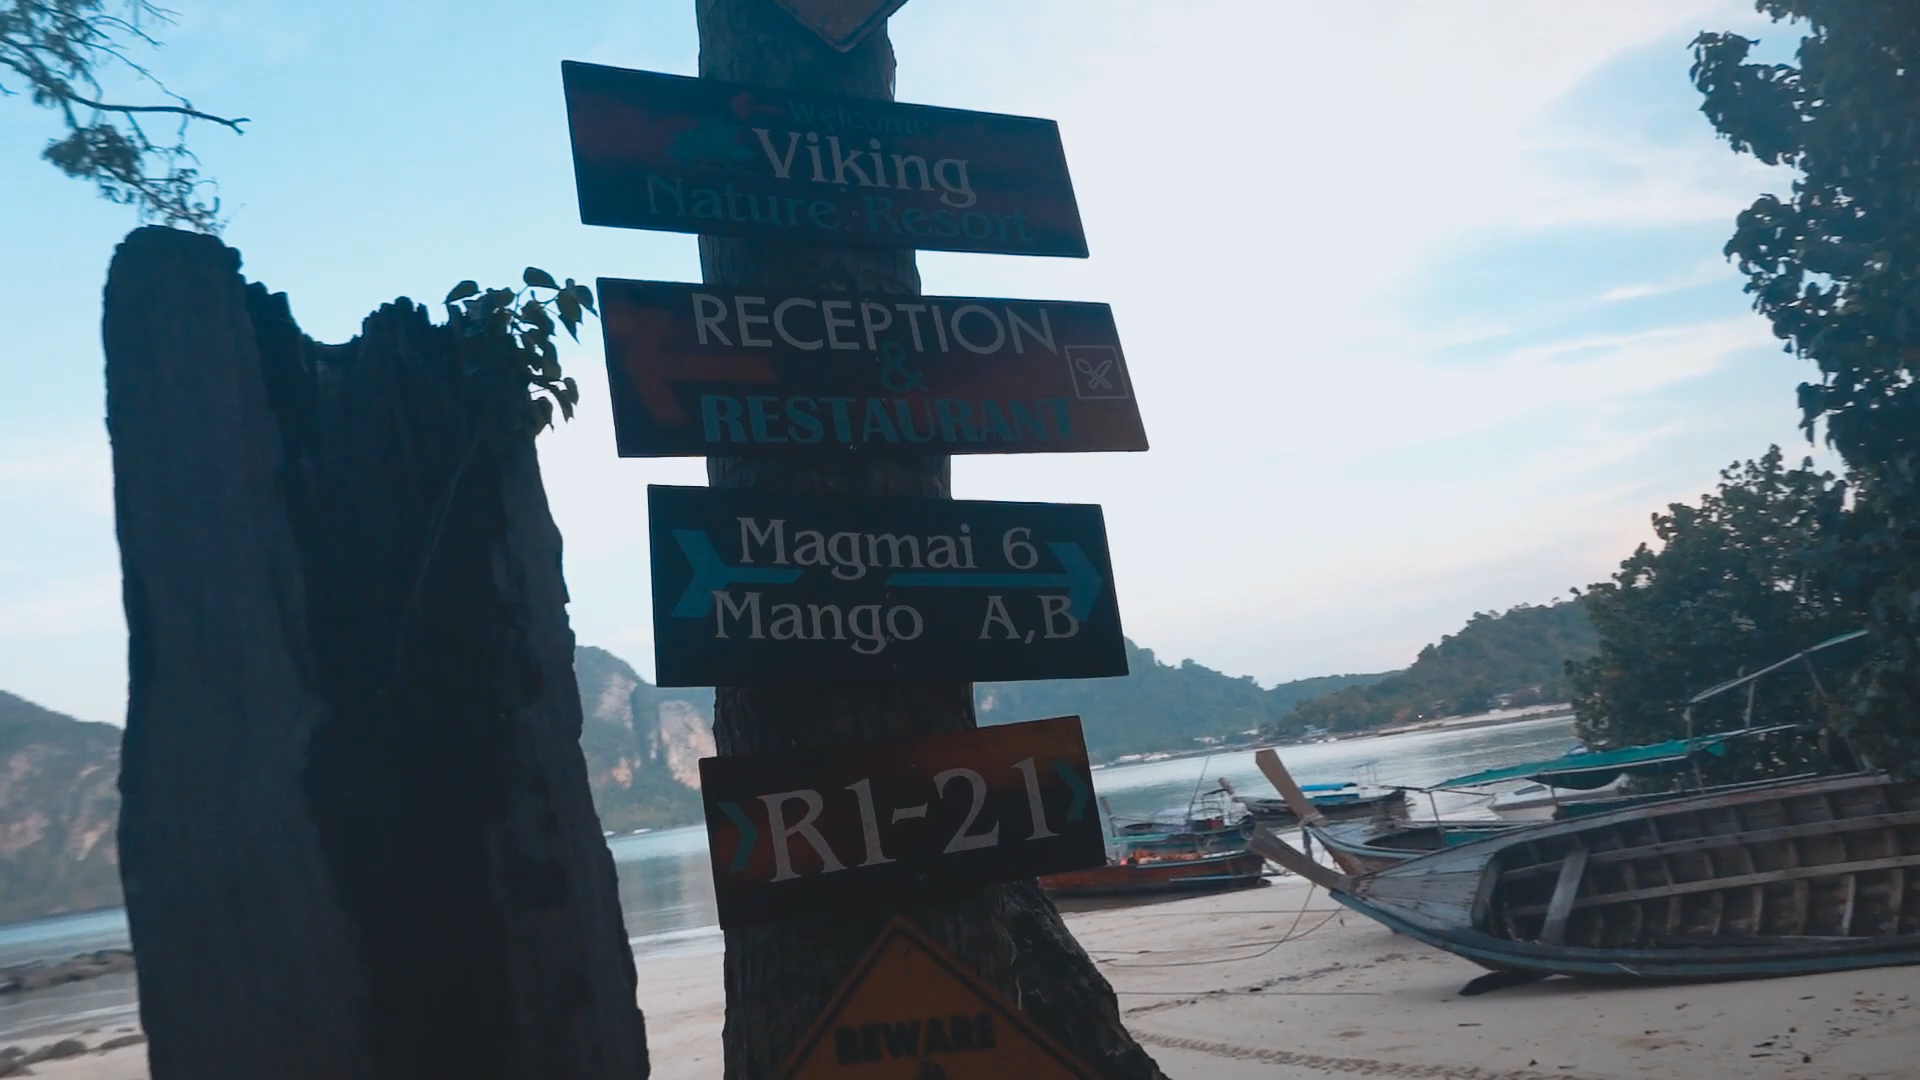 Welcome
Viking
Nature Resort
RECEPTION
&
RESTAURANT
Magmai 6
Mango A,B
R1-21
BEWARE